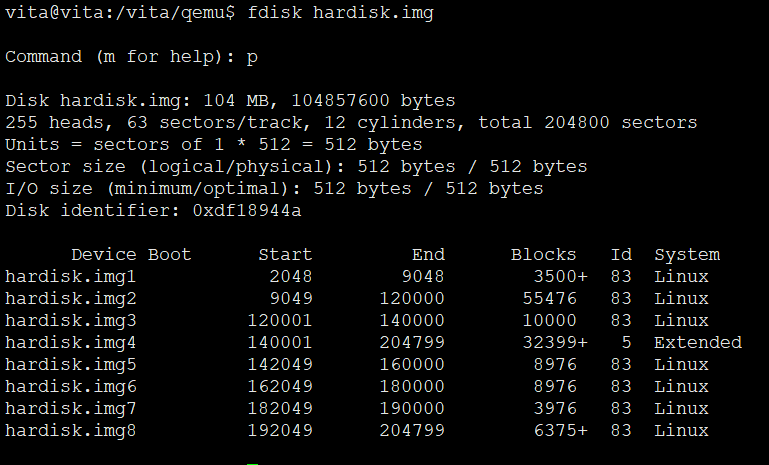 vita@vita:/vita/qemu$ fdisk hardisk.img
Command (m for help): p
Disk hardisk.img: 104 MB, 104857600 bytes
255 heads, 63 sectors/track, 12 cylinders, total 204800 sectors
Units = sectors of 1 * 512 = 512 bytes
Sector size (logical/physical): 512 bytes / 512 bytes
I/O size (minimum/optimal): 512 bytes / 512 bytes
Disk identifier: 0xdf18944a
Device Boot Start End Blocks Id System
hardisk.img1 2048 9048 3500+ 83 Linux
hardisk.img2 9049 120000 55476 83 Linux
hardisk.img3 120001 140000 10000 83 Linux
hardisk.img4 140001 204799 32399+ 5 Extended
hardisk.img5 142049 160000 8976 83 Linux
hardisk.img6 162049 180000 8976 83 Linux
hardisk.img7 182049 190000 3976 83 Linux
hardisk.img8 192049 204799 6375+ 83 Linux